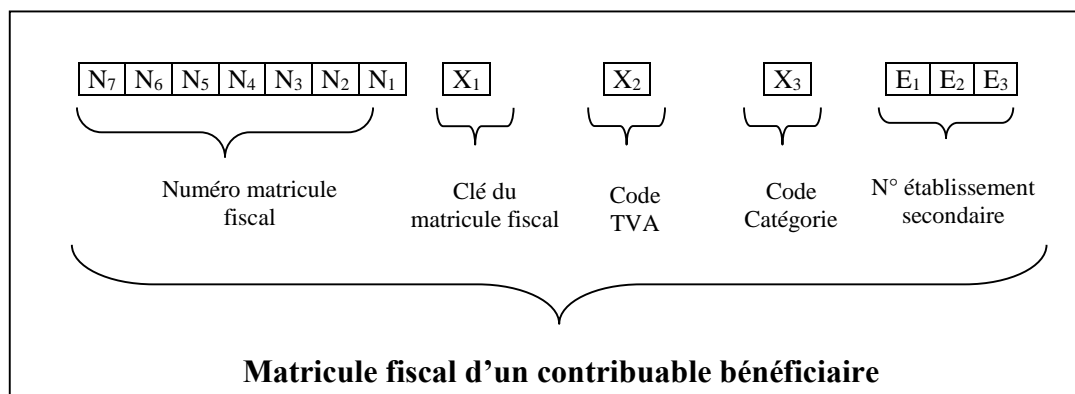 N₇ N₆ N₅ N₄ N₃ N₂ N₁ X₁ X₂ X₃ E₁ E₂ E₃
Numéro matricule
fiscal
Clé du
matricule fiscal
Code
TVA
Code
Catégorie
N° établissement
secondaire
Matricule fiscal d’un contribuable bénéficiaire